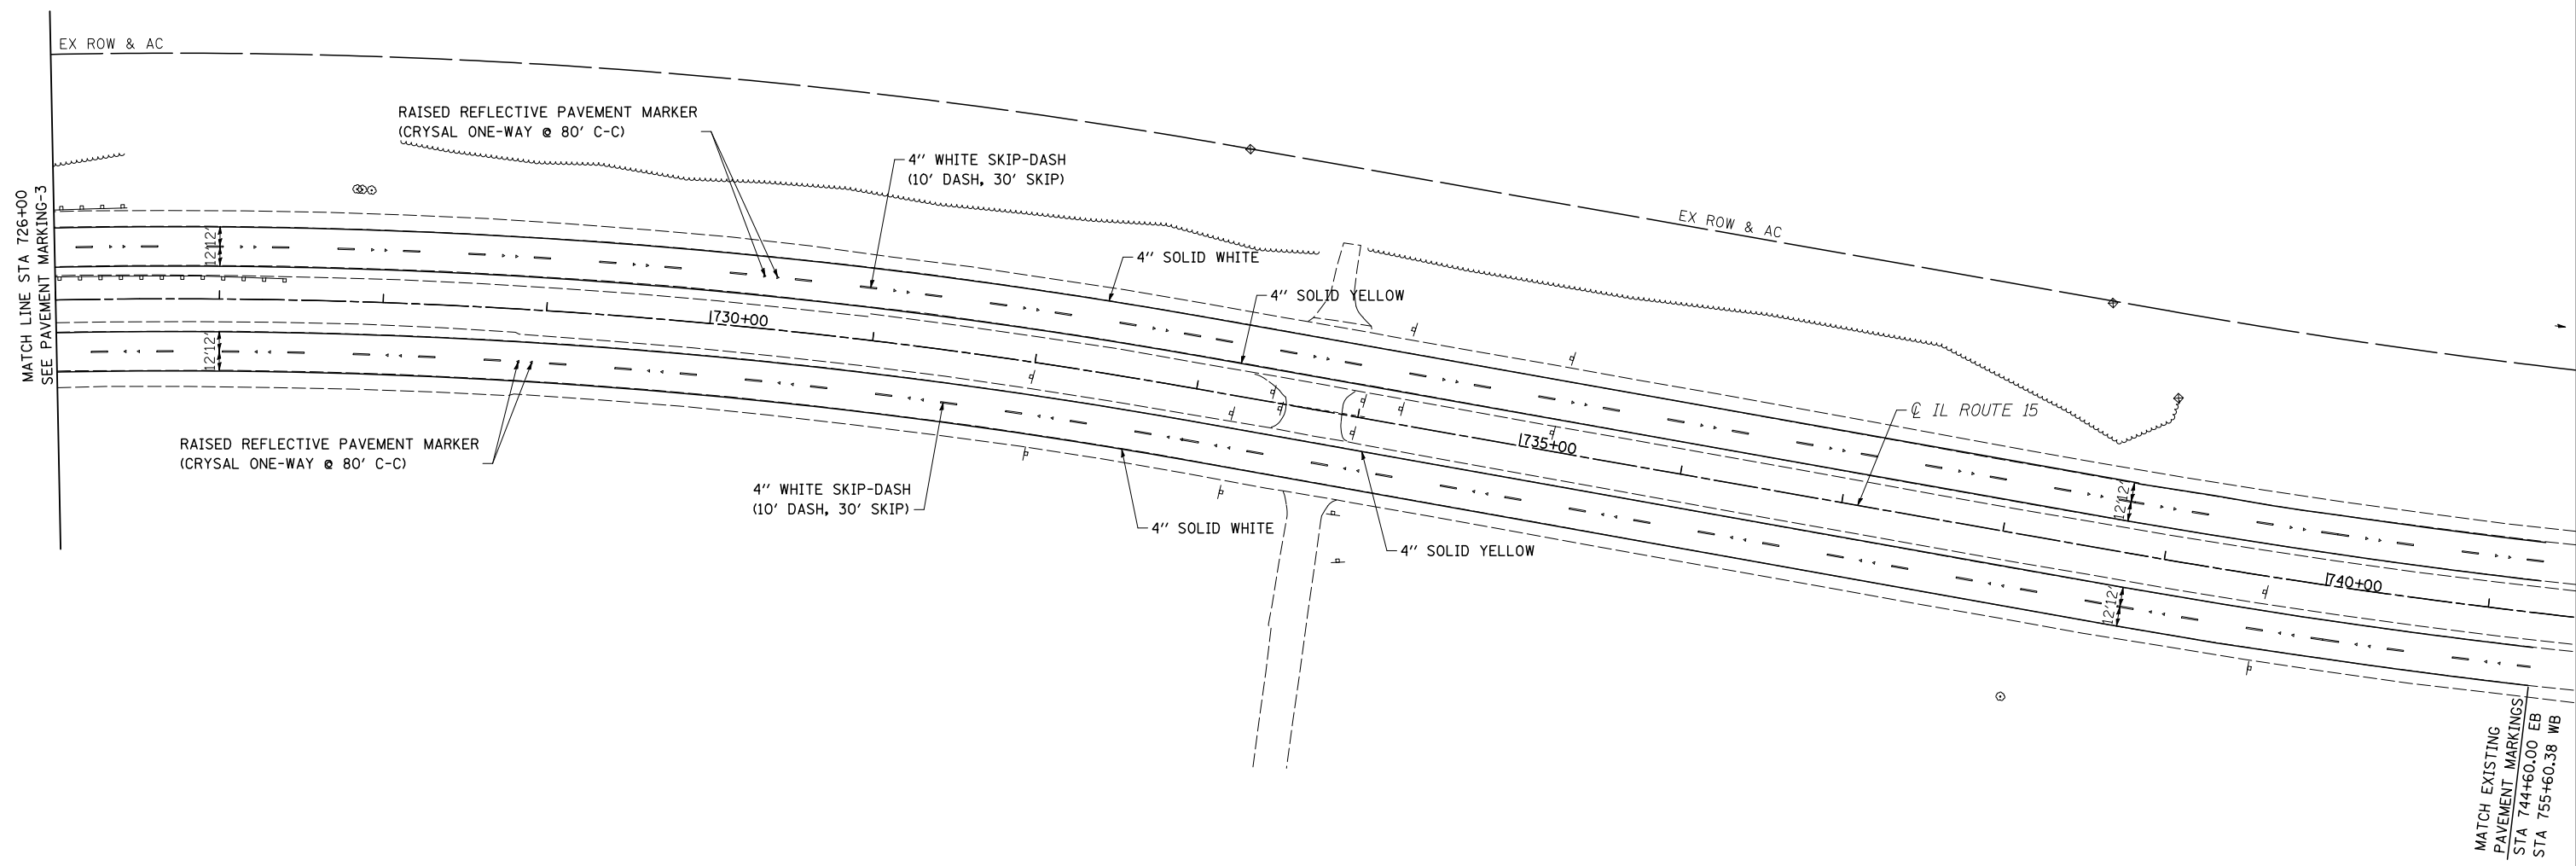 EX ROW & AC
RAISED REFLECTIVE PAVEMENT MARKER
(CRYSAL ONE-WAY @ 80' C-C)
4" WHITE SKIP-DASH
(10' DASH, 30' SKIP)
4" SOLID WHITE
4" SOLID YELLOW
EX ROW & AC
MATCH LINE STA 726+00
SEE PAVEMENT MARKING-3
12'
12'
12'
12'
1730+00
1735+00
℄ IL ROUTE 15
12'
12'
12'
12'
1740+00
RAISED REFLECTIVE PAVEMENT MARKER
(CRYSAL ONE-WAY @ 80' C-C)
4" WHITE SKIP-DASH
(10' DASH, 30' SKIP)
4" SOLID WHITE
4" SOLID YELLOW
MATCH EXISTING
PAVEMENT MARKINGS
STA 744+60.00 EB
STA 755+60.38 WB